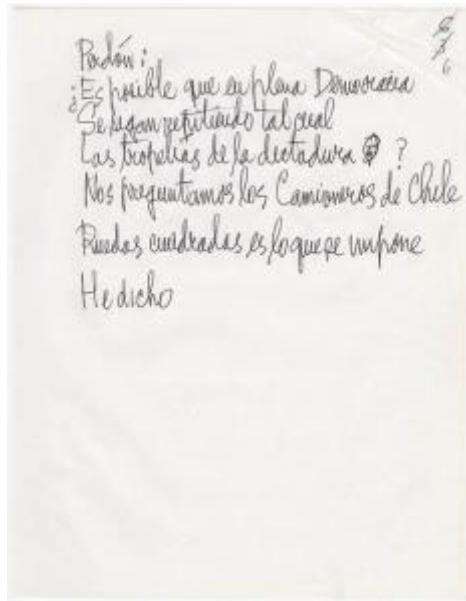 Perdón:
¿Es posible que en plena Democracia
Se sigan repitiendo tal cual
Las tropelías de la dictadura ?
Nos preguntamos los Camioneros de Chile
Ruedas cuadradas es lo que se impone
He dicho